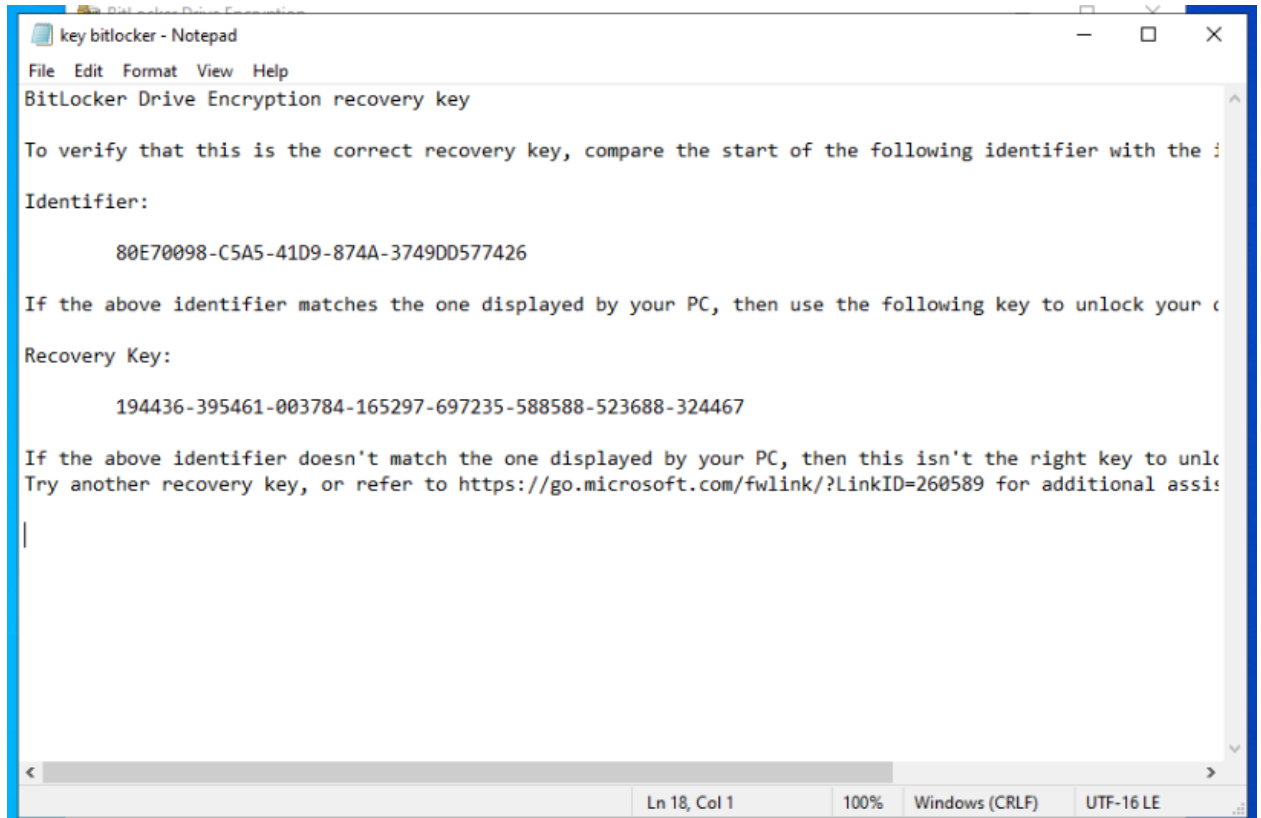 BitLocker Drive Encryption
key bitlocker - Notepad
File Edit Format View Help
BitLocker Drive Encryption recovery key
To verify that this is the correct recovery key, compare the start of the following identifier with the
Identifier:
80E70098-C5A5-41D9-874A-3749DD577426
If the above identifier matches the one displayed by your PC, then use the following key to unlock your
Recovery Key:
194436-395461-003784-165297-697235-588588-523688-324467
If the above identifier doesn't match the one displayed by your PC, then this isn't the right key to
Try another recovery key, or refer to https://go.microsoft.com/fwlink/?LinkID=260589 for additional
Ln 18, Col 1 100% Windows (CRLF) UTF-16 LE